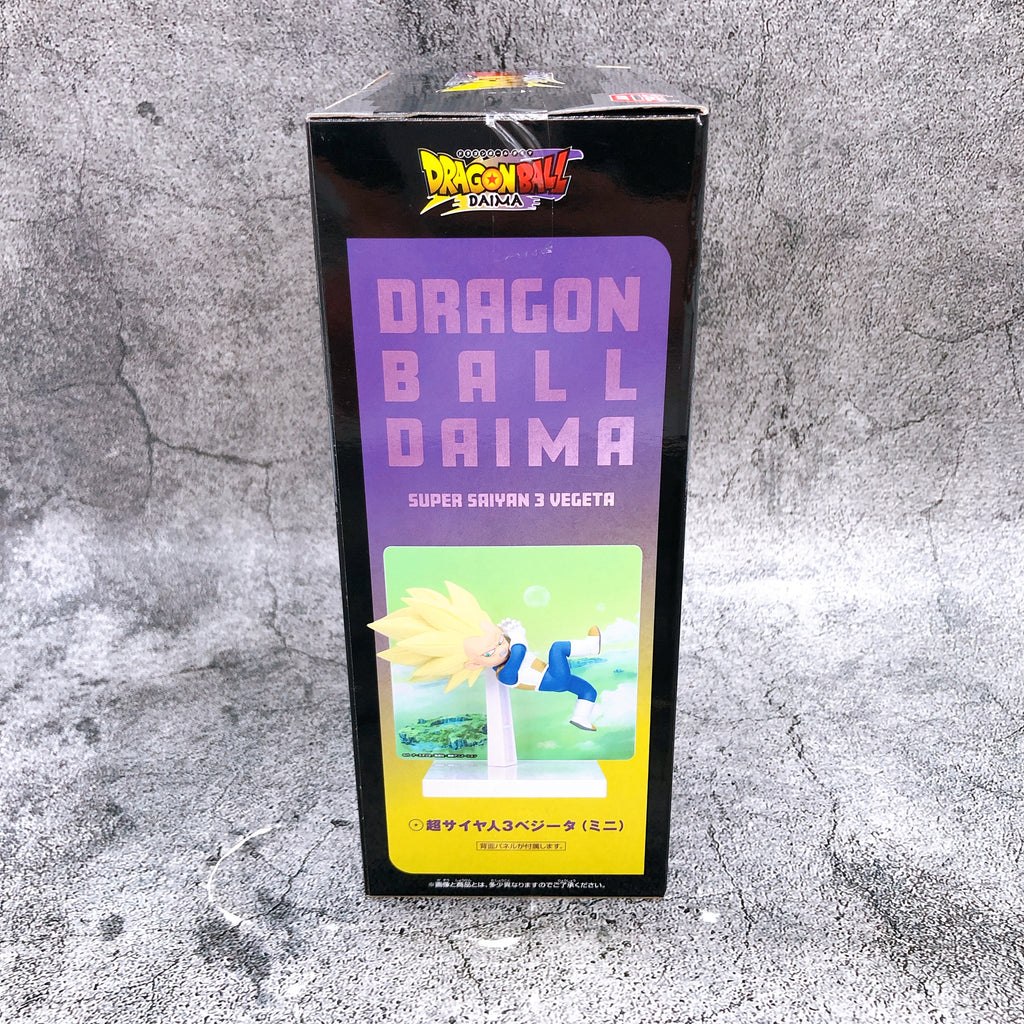 DRAGON BALL
DAIMA
DRAGON
BALL
DAIMA
SUPER SAIYAN 3 VEGETA
超サイヤ人3ベジータ(ミニ)
背面パネルが付属します。
※画像と商品とは、多少異なりますのでご了承ください。